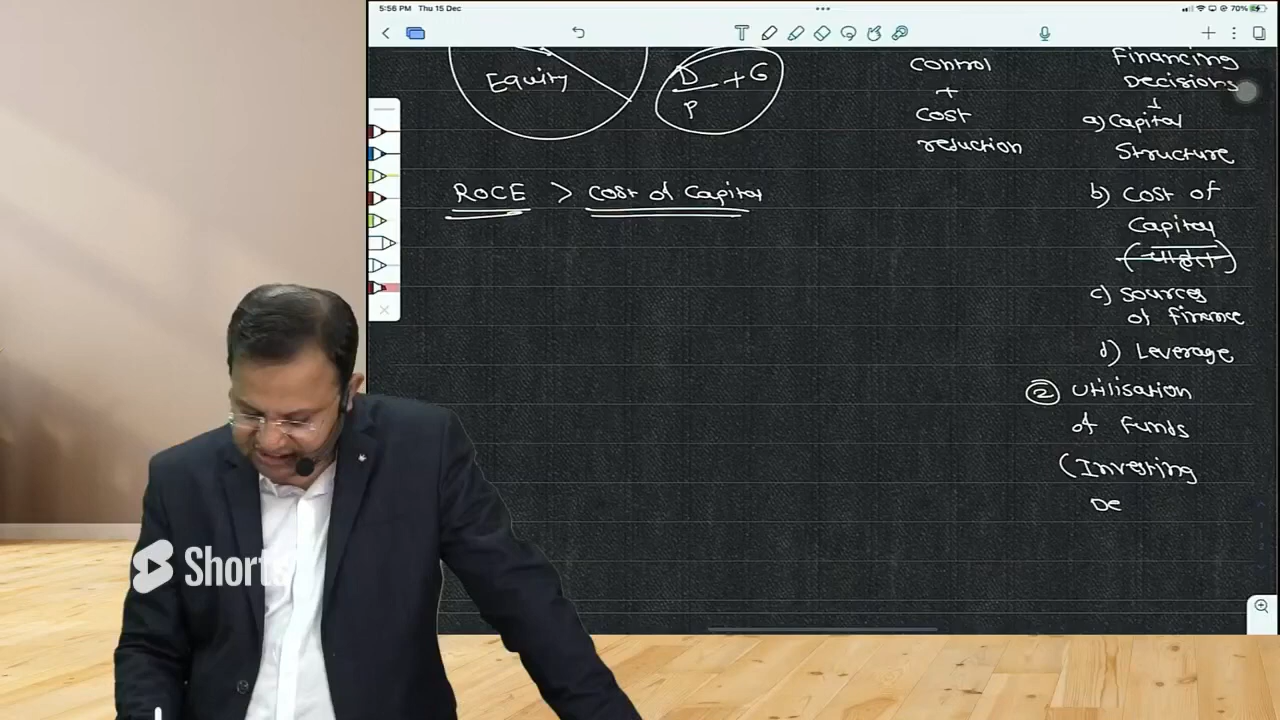 5:56 PM Thu 15 Dec
70%
T
Equity
D
P
+ G
Control
+
Cost
reduction
Financing
Decisions
a) Capital
Structure
ROCE > Cost of Capital
b) Cost of
Capital
c) Sources
of finance
d) Leverage
② Utilisation
of Funds
(Investing
De
Shorts